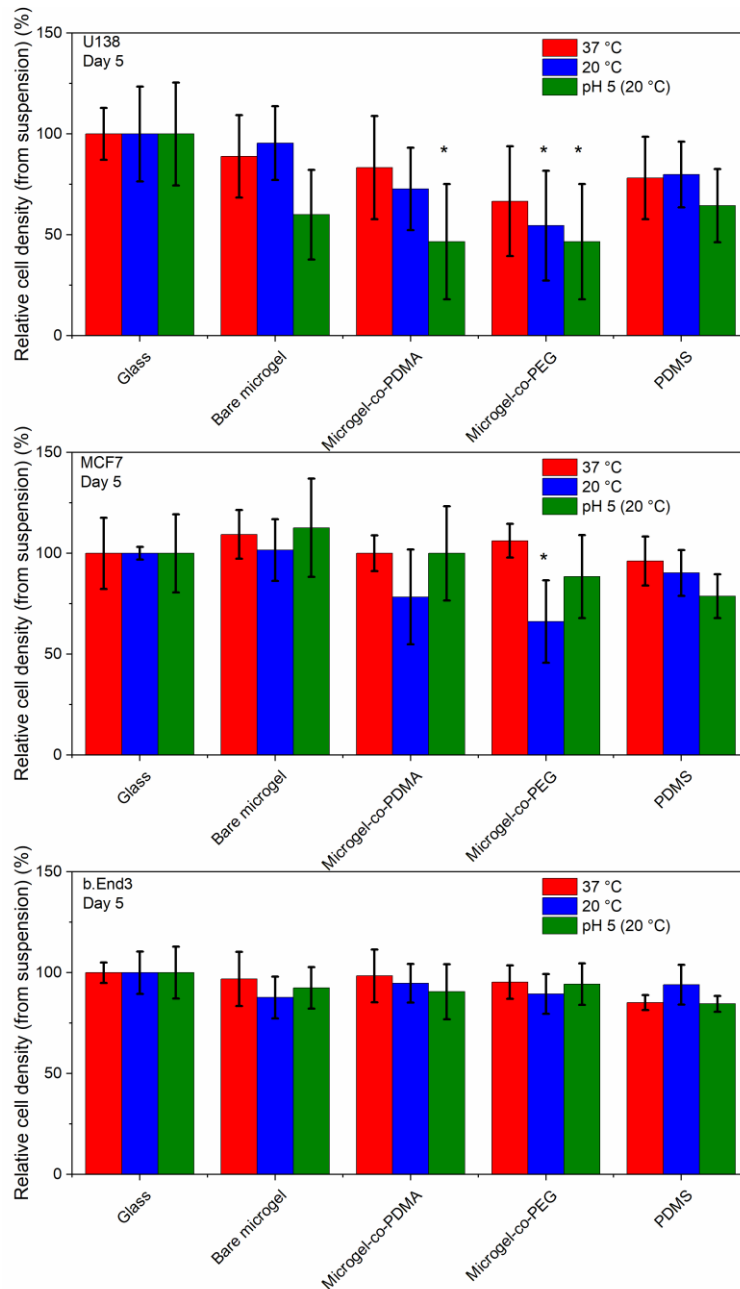 Relative cell density (from suspension) (%)
150
100
50
0
U138
Day 5
37 °C
20 °C
pH 5 (20 °C)
*
*
*
Glass
Bare microgel
Microgel-co-PDMA
Microgel-co-PEG
PDMS
Relative cell density (from suspension) (%)
150
100
50
0
MCF7
Day 5
37 °C
20 °C
pH 5 (20 °C)
*
Glass
Bare microgel
Microgel-co-PDMA
Microgel-co-PEG
PDMS
Relative cell density (from suspension) (%)
150
100
50
0
b.End3
Day 5
37 °C
20 °C
pH 5 (20 °C)
Glass
Bare microgel
Microgel-co-PDMA
Microgel-co-PEG
PDMS